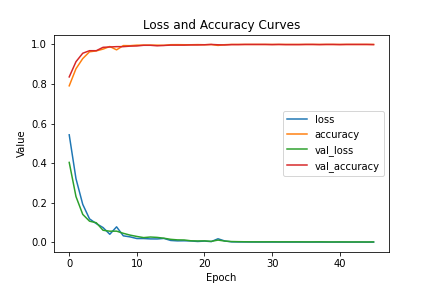 Loss and Accuracy Curves
1.0
0.8
0.6
0.4
0.2
0.0
Value
loss
accuracy
val_loss
val_accuracy
0 10 20 30 40
Epoch